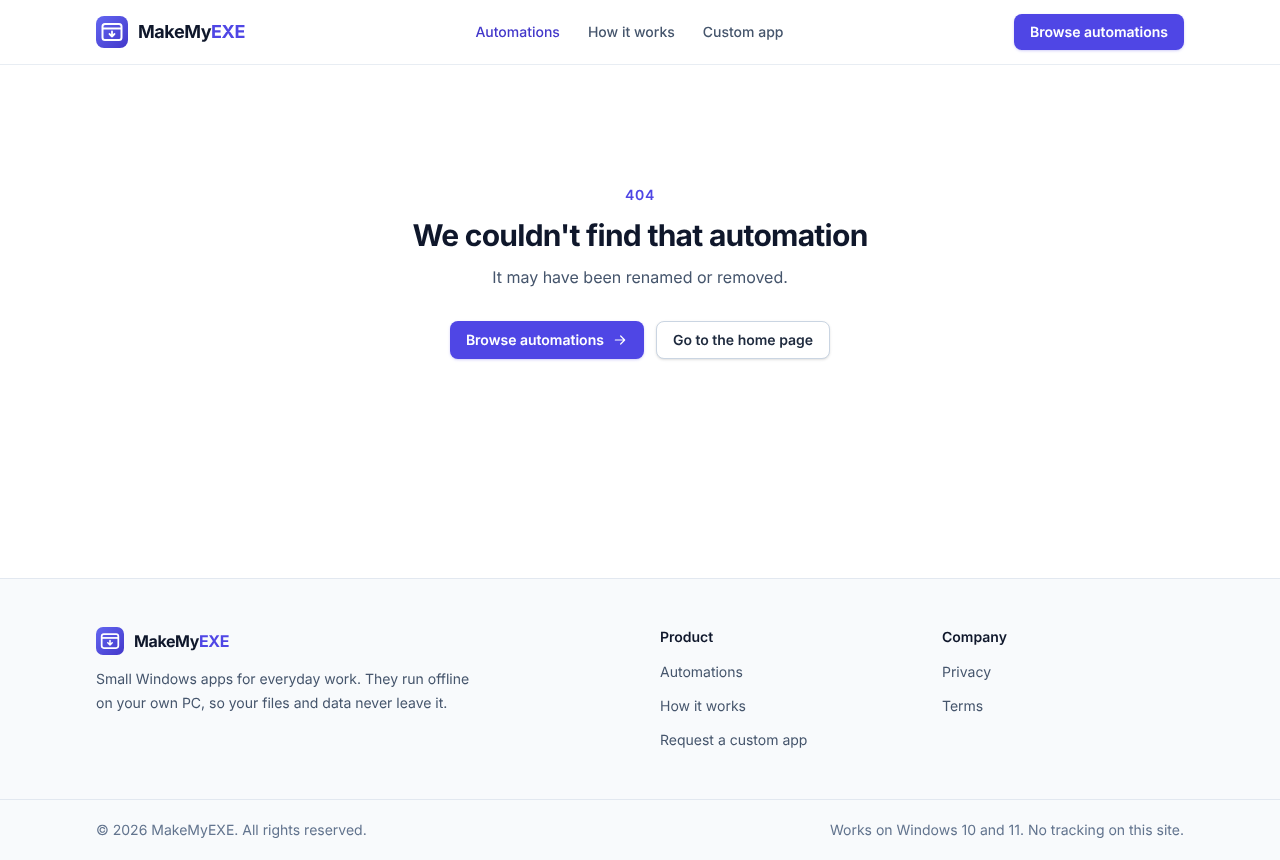 MakeMyEXE
Automations
How it works
Custom app
Browse automations
404
We couldn't find that automation
It may have been renamed or removed.
Browse automations →
Go to the home page
MakeMyEXE
Small Windows apps for everyday work. They run offline
on your own PC, so your files and data never leave it.
Product
Automations
How it works
Request a custom app
Company
Privacy
Terms
© 2026 MakeMyEXE. All rights reserved.
Works on Windows 10 and 11. No tracking on this site.